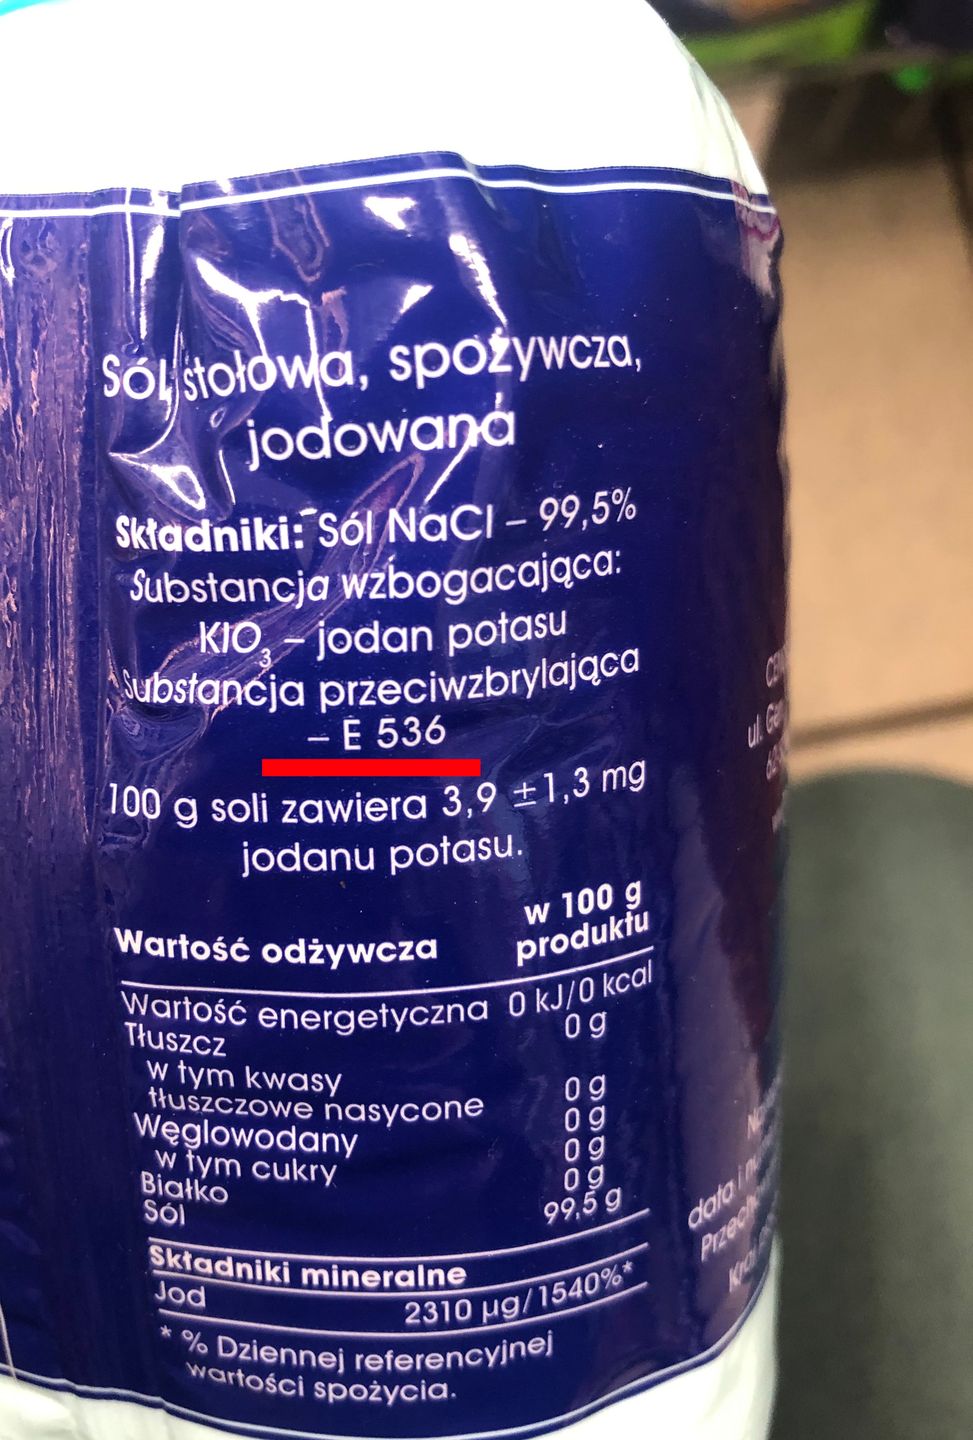 Sól stołowa, spożywcza,
jodowana
Składniki: Sól NaCl – 99,5%
Substancja wzbogacająca:
KIO₃ – jodan potasu
Substancja przeciwzbrylająca
– E 536
100 g soli zawiera 3,9 ±1,3 mg
jodanu potasu.
w 100 g
Wartość odżywcza produktu
Wartość energetyczna 0 kJ/0 kcal
Tłuszcz 0 g
w tym kwasy
tłuszczowe nasycone 0 g
Węglowodany 0 g
w tym cukry 0 g
Białko 0 g
Sól 99,5 g
Składniki mineralne
Jod 2310 µg/1540%*
* % Dziennej referencyjnej
wartości spożycia.
ul.
data i